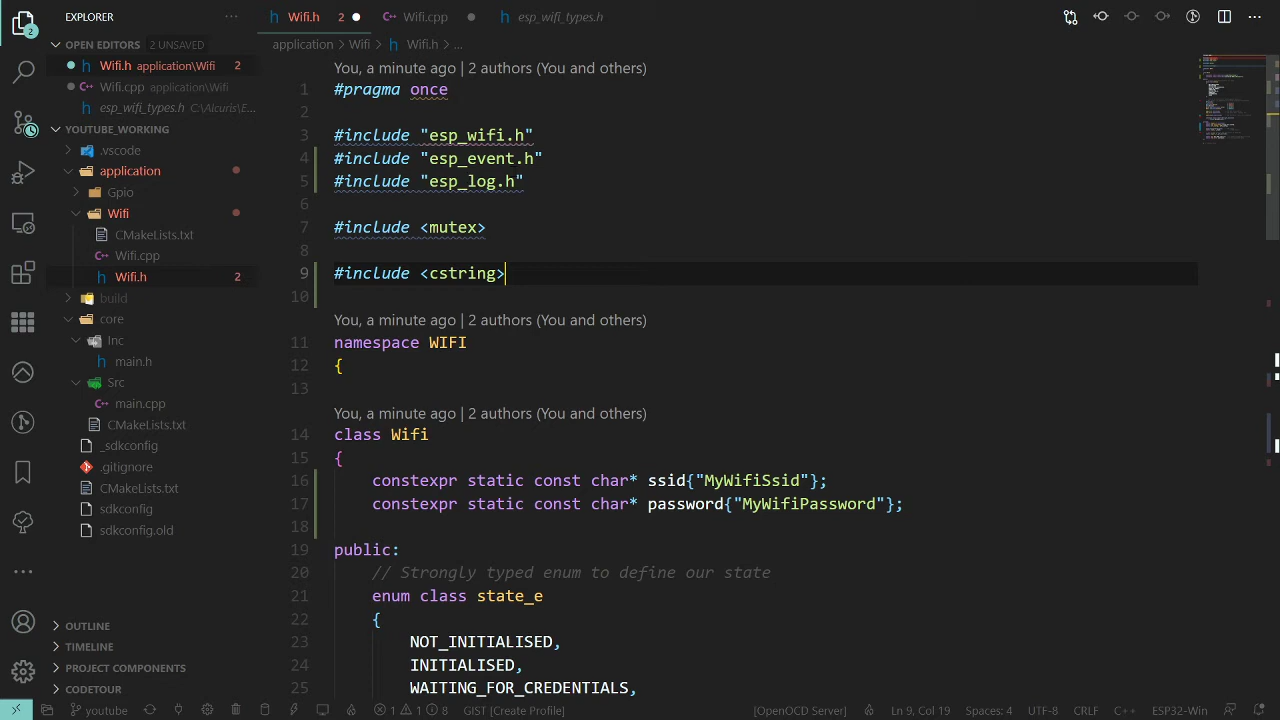 EXPLORER
OPEN EDITORS 2 UNSAVED
Wifi.h application\Wifi 2
Wifi.cpp application\Wifi
esp_wifi_types.h C:\Alcuris\E...
YOUTUBE_WORKING
.vscode
application
Gpio
Wifi
CMakeLists.txt
Wifi.cpp
Wifi.h 2
build
core
Inc
main.h
Src
main.cpp
CMakeLists.txt
_sdkconfig
.gitignore
CMakeLists.txt
sdkconfig
sdkconfig.old
OUTLINE
TIMELINE
PROJECT COMPONENTS
CODETOUR
Wifi.h 2 Wifi.cpp esp_wifi_types.h
application > Wifi > Wifi.h > ...
You, a minute ago | 2 authors (You and others)
1 #pragma once
2
3 #include "esp_wifi.h"
4 #include "esp_event.h"
5 #include "esp_log.h"
6
7 #include <mutex>
8
9 #include <cstring>
10
You, a minute ago | 2 authors (You and others)
11 namespace WIFI
12 {
13
You, a minute ago | 2 authors (You and others)
14 class Wifi
15 {
16 constexpr static const char* ssid{"MyWifiSsid"};
17 constexpr static const char* password{"MyWifiPassword"};
18
19 public:
20 // Strongly typed enum to define our state
21 enum class state_e
22 {
23 NOT_INITIALISED,
24 INITIALISED,
25 WAITING_FOR_CREDENTIALS,
youtube 1 1 8 GIST [Create Profile] [OpenOCD Server] Ln 9, Col 19 Spaces: 4 UTF-8 CRLF C++ ESP32-Win